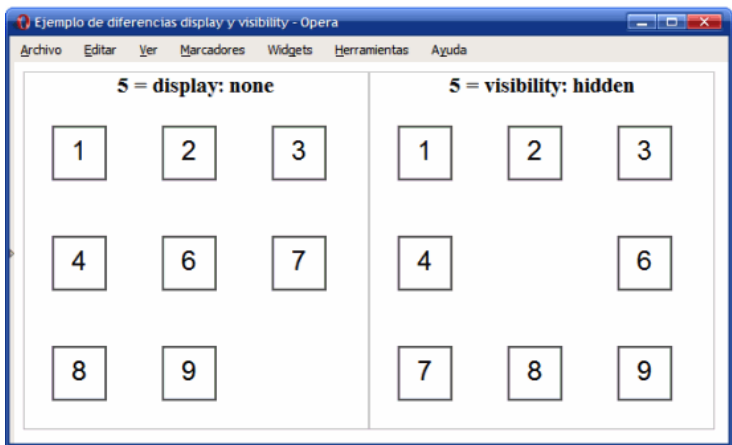 Ejemplo de diferencias display y visibility - Opera
Archivo Editar Ver Marcadores Widgets Herramientas Ayuda
5 = display: none
1 2 3
4 6 7
8 9
5 = visibility: hidden
1 2 3
4 6
7 8 9